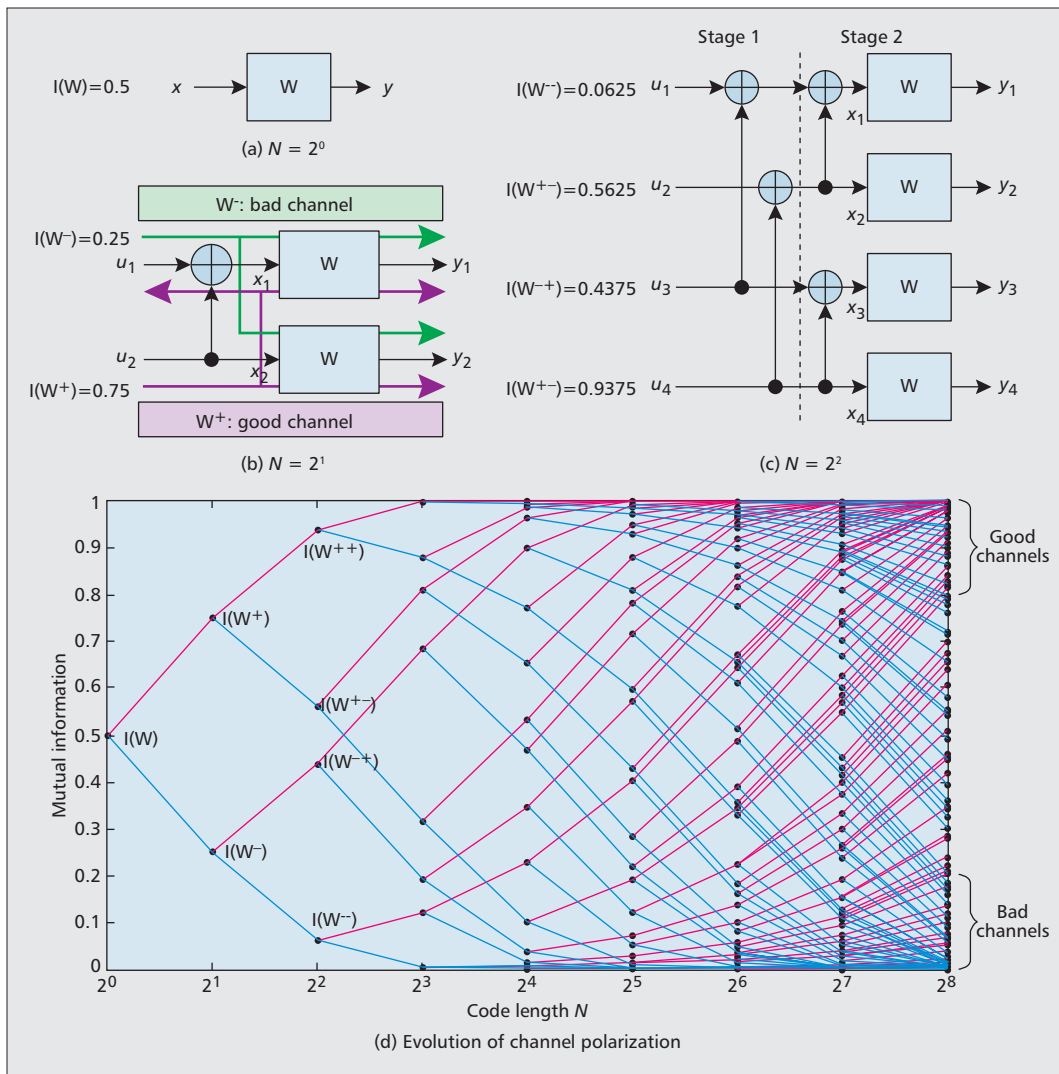 I(W)=0.5
x
W
y
(a) N = 2⁰
W⁻: bad channel
I(W⁻)=0.25
u₁
x₁
W
y₁
u₂
x₂
W
y₂
I(W⁺)=0.75
W⁺: good channel
(b) N = 2¹
Stage 1
Stage 2
I(W⁻⁻)=0.0625
u₁
x₁
W
y₁
I(W⁺⁻)=0.5625
u₂
x₂
W
y₂
I(W⁻⁺)=0.4375
u₃
x₃
W
y₃
I(W⁺⁻)=0.9375
u₄
x₄
W
y₄
(c) N = 2²
Mutual information
1
0.9
0.8
0.7
0.6
0.5
0.4
0.3
0.2
0.1
0
I(W)
I(W⁺)
I(W⁻)
I(W⁺⁺)
I(W⁺⁻)
I(W⁻⁺)
I(W⁻⁻)
Good
channels
Bad
channels
2⁰ 2¹ 2² 2³ 2⁴ 2⁵ 2⁶ 2⁷ 2⁸
Code length N
(d) Evolution of channel polarization